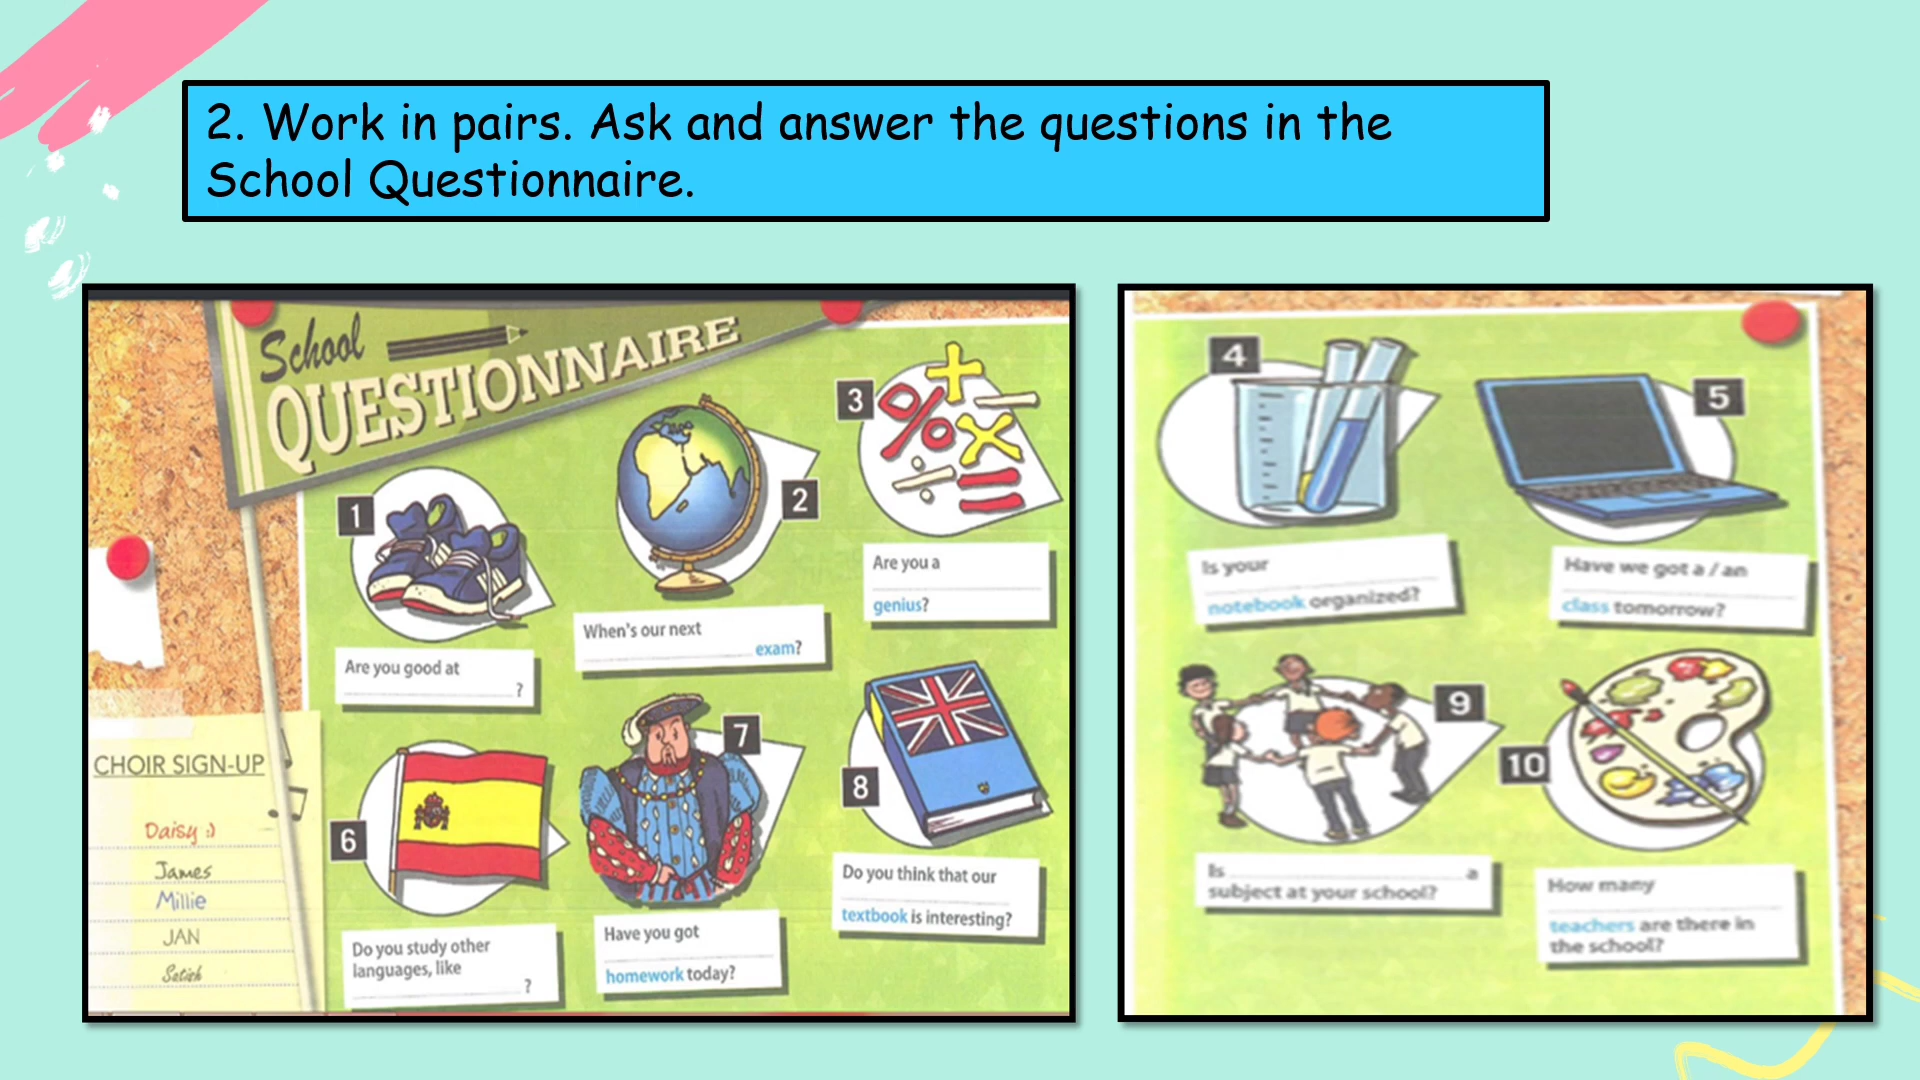 2. Work in pairs. Ask and answer the questions in the
School Questionnaire.
School
QUESTIONNAIRE
1
Are you good at
?
2
When's our next
exam?
3
Are you a
genius?
6
Do you study other
languages, like
?
7
Have you got
homework today?
8
Do you think that our
textbook is interesting?
CHOIR SIGN-UP
Daisy :)
James
Millie
JAN
Satish
4
Is your
notebook organized?
5
Have we got a / an
class tomorrow?
9
Is a
subject at your school?
10
How many
teachers are there in
the school?